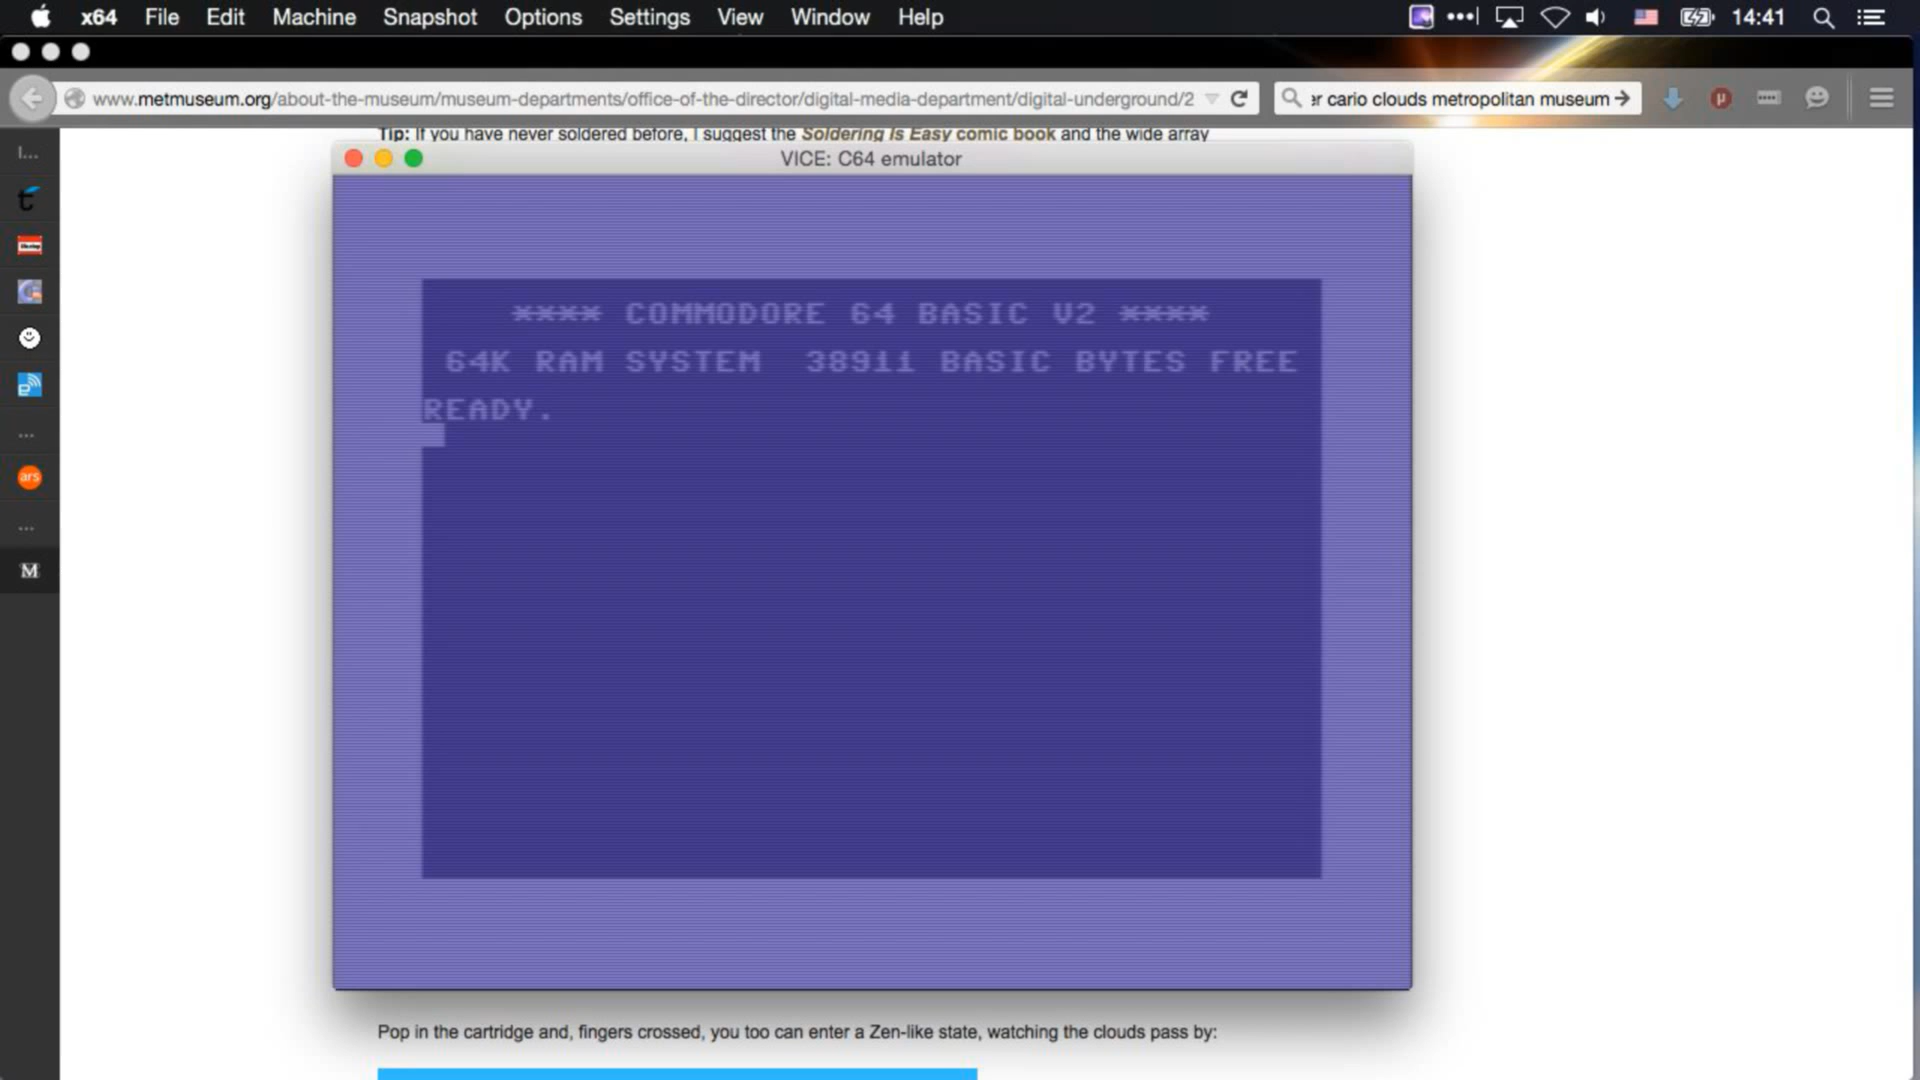 x64 File Edit Machine Snapshot Options Settings View Window Help 14:41
www.metmuseum.org/about-the-museum/museum-departments/office-of-the-director/digital-media-department/digital-underground/2 er cario clouds metropolitan museum
Tip: If you have never soldered before, I suggest the Soldering Is Easy comic book and the wide array
VICE: C64 emulator
**** COMMODORE 64 BASIC V2 ****
64K RAM SYSTEM 38911 BASIC BYTES FREE
READY.
ars
M
Pop in the cartridge and, fingers crossed, you too can enter a Zen-like state, watching the clouds pass by: